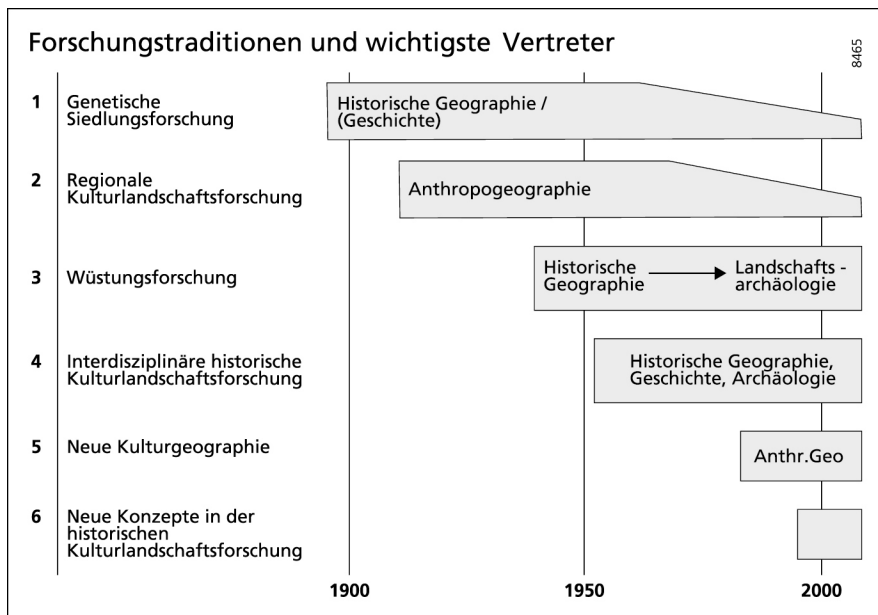 Forschungstraditionen und wichtigste Vertreter
8465
1
Genetische
Siedlungsforschung
Historische Geographie /
(Geschichte)
2
Regionale
Kulturlandschaftsforschung
Anthropogeographie
3
Wüstungsforschung
Historische
Geographie
Landschafts -
archäologie
4
Interdisziplinäre historische
Kulturlandschaftsforschung
Historische Geographie,
Geschichte, Archäologie
5
Neue Kulturgeographie
Anthr.Geo
6
Neue Konzepte in der
historischen
Kulturlandschaftsforschung
1900
1950
2000